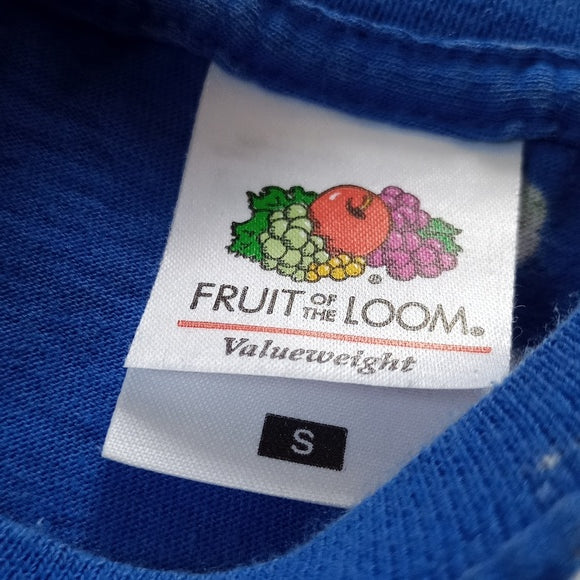 ®
FRUIT OF THE LOOM®
Valueweight
S